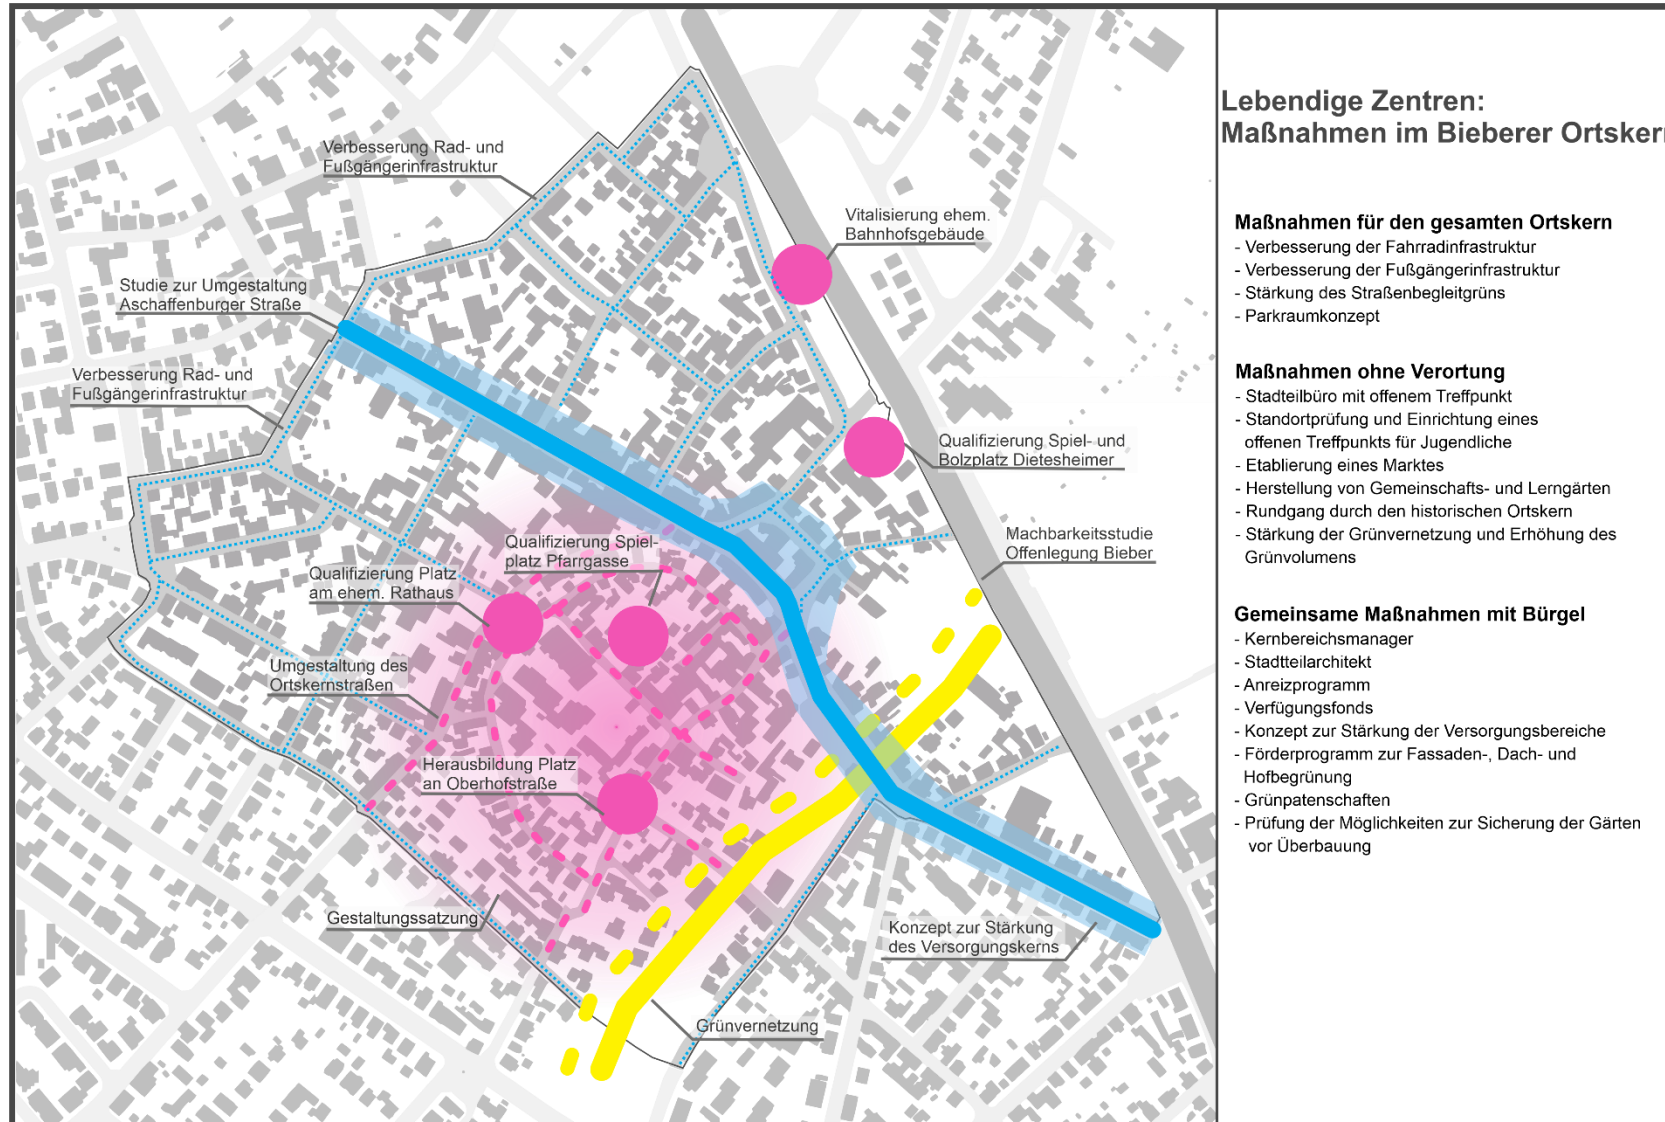 Lebendige Zentren:
Maßnahmen im Bieberer Ortskern
Verbesserung Rad- und
Fußgängerinfrastruktur
Vitalisierung ehem.
Bahnhofsgebäude
Studie zur Umgestaltung
Aschaffenburger Straße
Verbesserung Rad- und
Fußgängerinfrastruktur
Qualifizierung Spiel- und
Bolzplatz Dietesheimer
Machbarkeitsstudie
Offenlegung Bieber
Qualifizierung Spiel-
platz Pfarrgasse
Qualifizierung Platz
am ehem. Rathaus
Umgestaltung des
Ortskernstraßen
Herausbildung Platz
an Oberhofstraße
Gestaltungssatzung
Konzept zur Stärkung
des Versorgungskerns
Grünvernetzung
Maßnahmen für den gesamten Ortskern
- Verbesserung der Fahrradinfrastruktur
- Verbesserung der Fußgängerinfrastruktur
- Stärkung des Straßenbegleitgrüns
- Parkraumkonzept
Maßnahmen ohne Verortung
- Stadteilbüro mit offenem Treffpunkt
- Standortprüfung und Einrichtung eines
offenen Treffpunkts für Jugendliche
- Etablierung eines Marktes
- Herstellung von Gemeinschafts- und Lerngärten
- Rundgang durch den historischen Ortskern
- Stärkung der Grünvernetzung und Erhöhung des
Grünvolumens
Gemeinsame Maßnahmen mit Bürgel
- Kernbereichsmanager
- Stadtteilarchitekt
- Anreizprogramm
- Verfügungsfonds
- Konzept zur Stärkung der Versorgungsbereiche
- Förderprogramm zur Fassaden-, Dach- und
Hofbegrünung
- Grünpatenschaften
- Prüfung der Möglichkeiten zur Sicherung der Gärten
vor Überbauung